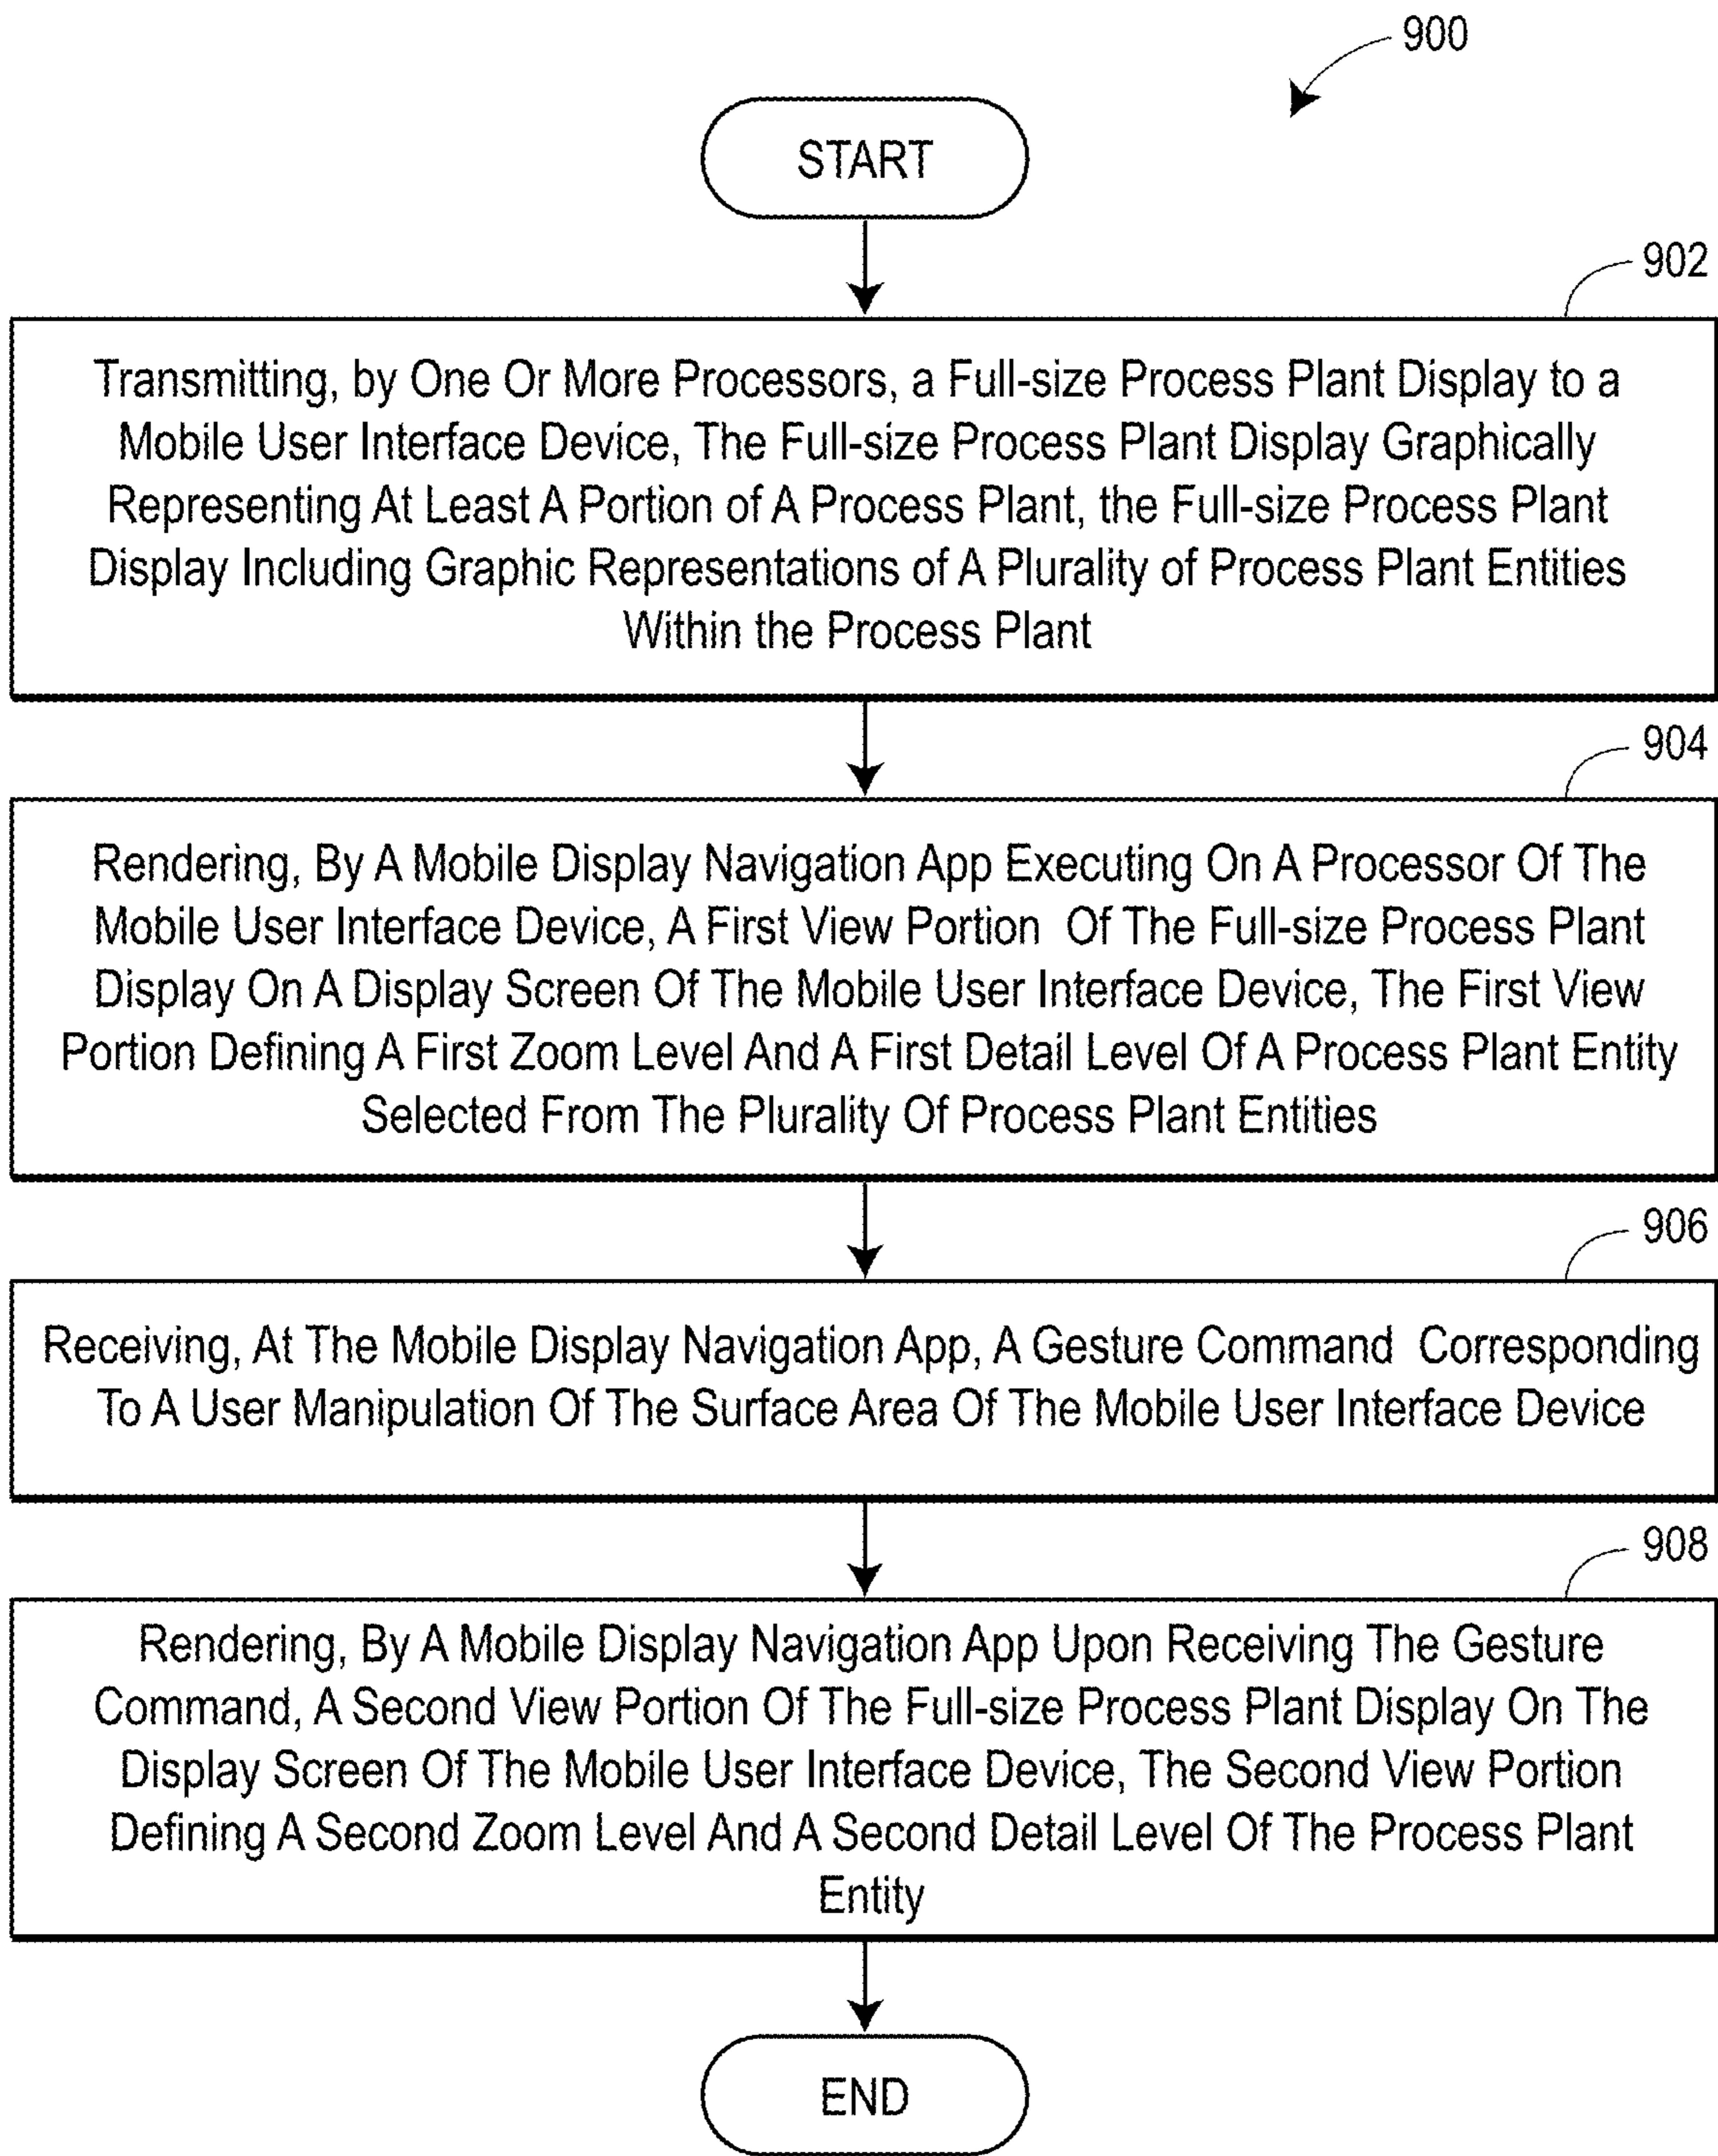 900
START
902
Transmitting, by One Or More Processors, a Full-size Process Plant Display to a
Mobile User Interface Device, The Full-size Process Plant Display Graphically
Representing At Least A Portion of A Process Plant, the Full-size Process Plant
Display Including Graphic Representations of A Plurality of Process Plant Entities
Within the Process Plant
904
Rendering, By A Mobile Display Navigation App Executing On A Processor Of The
Mobile User Interface Device, A First View Portion Of The Full-size Process Plant
Display On A Display Screen Of The Mobile User Interface Device, The First View
Portion Defining A First Zoom Level And A First Detail Level Of A Process Plant Entity
Selected From The Plurality Of Process Plant Entities
906
Receiving, At The Mobile Display Navigation App, A Gesture Command Corresponding
To A User Manipulation Of The Surface Area Of The Mobile User Interface Device
908
Rendering, By A Mobile Display Navigation App Upon Receiving The Gesture
Command, A Second View Portion Of The Full-size Process Plant Display On The
Display Screen Of The Mobile User Interface Device, The Second View Portion
Defining A Second Zoom Level And A Second Detail Level Of The Process Plant
Entity
END